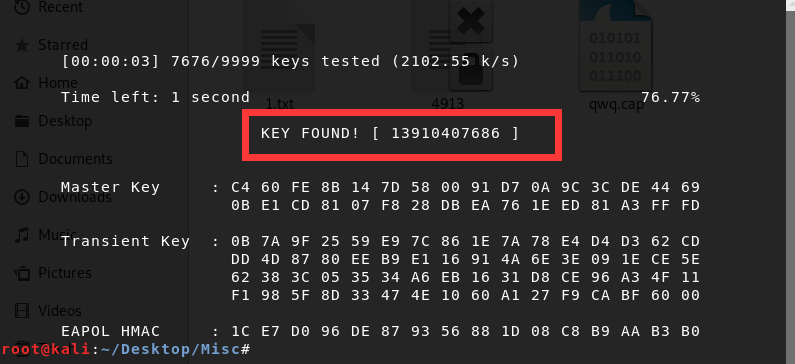 Recent
Starred
[00:00:03] 7676/9999 keys tested (2102.55 k/s)
Home
Time left: 1 second 76.77%
1.txt 4913 qwq.cap
Desktop
KEY FOUND! [ 13910407686 ]
Documents
Master Key : C4 60 FE 8B 14 7D 58 00 91 D7 0A 9C 3C DE 44 69
Downloads
0B E1 CD 81 07 F8 28 DB EA 76 1E ED 81 A3 FF FD
Music
Transient Key : 0B 7A 9F 25 59 E9 7C 86 1E 7A 78 E4 D4 D3 62 CD
DD 4D 87 80 EE B9 E1 16 91 4A 6E 3E 09 1E CE 5E
Pictures
62 38 3C 05 35 34 A6 EB 16 31 D8 CE 96 A3 4F 11
F1 98 5F 8D 33 47 4E 10 60 A1 27 F9 CA BF 60 00
Videos
EAPOL HMAC : 1C E7 D0 96 DE 87 93 56 88 1D 08 C8 B9 AA B3 B0
root@kali:~/Desktop/Misc#